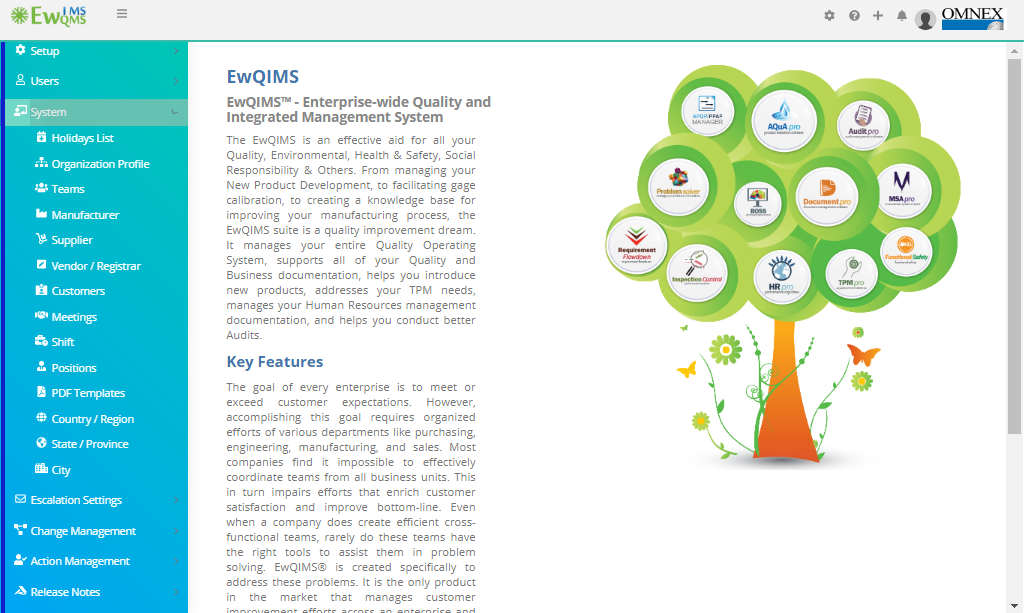 EwIMS
QMS
OMNEX
Setup
Users
System
Holidays List
Organization Profile
Teams
Manufacturer
Supplier
Vendor / Registrar
Customers
Meetings
Shift
Positions
PDF Templates
Country / Region
State / Province
City
Escalation Settings
Change Management
Action Management
Release Notes
EwQIMS
EwQIMS™ - Enterprise-wide Quality and
Integrated Management System
The EwQIMS is an effective aid for all your
Quality, Environmental, Health & Safety, Social
Responsibility & Others. From managing your
New Product Development, to facilitating gage
calibration, to creating a knowledge base for
improving your manufacturing process, the
EwQIMS suite is a quality improvement dream.
It manages your entire Quality Operating
System, supports all of your Quality and
Business documentation, helps you introduce
new products, addresses your TPM needs,
manages your Human Resources management
documentation, and helps you conduct better
Audits.
Key Features
The goal of every enterprise is to meet or
exceed customer expectations. However,
accomplishing this goal requires organized
efforts of various departments like purchasing,
engineering, manufacturing, and sales. Most
companies find it impossible to effectively
coordinate teams from all business units. This
in turn impairs efforts that enrich customer
satisfaction and improve bottom-line. Even
when a company does create efficient cross-
functional teams, rarely do these teams have
the right tools to assist them in problem
solving. EwQIMS® is created specifically to
address these problems. It is the only product
in the market that manages customer
improvement efforts across an enterprise and
APQP/PPAP
MANAGER
AQuA pro
Audit pro
Problem solver
BOSS
Document pro
MSA pro
Requirement
Flowdown
Inspection Control
HR pro
TPM pro
Functional Safety